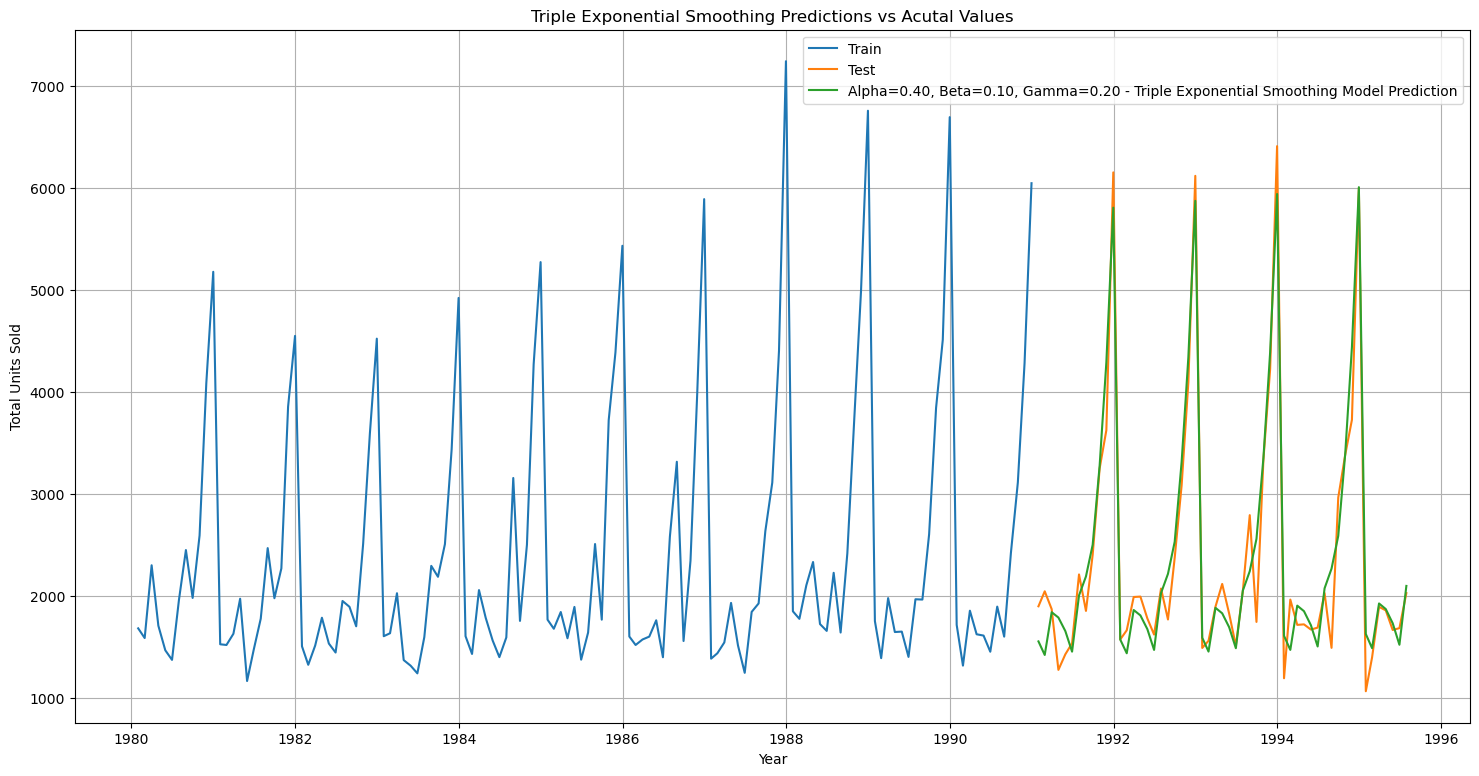 Triple Exponential Smoothing Predictions vs Acutal Values
Train
Test
Alpha=0.40, Beta=0.10, Gamma=0.20 - Triple Exponential Smoothing Model Prediction
7000
6000
5000
4000
3000
2000
1000
Total Units Sold
1980 1982 1984 1986 1988 1990 1992 1994 1996
Year